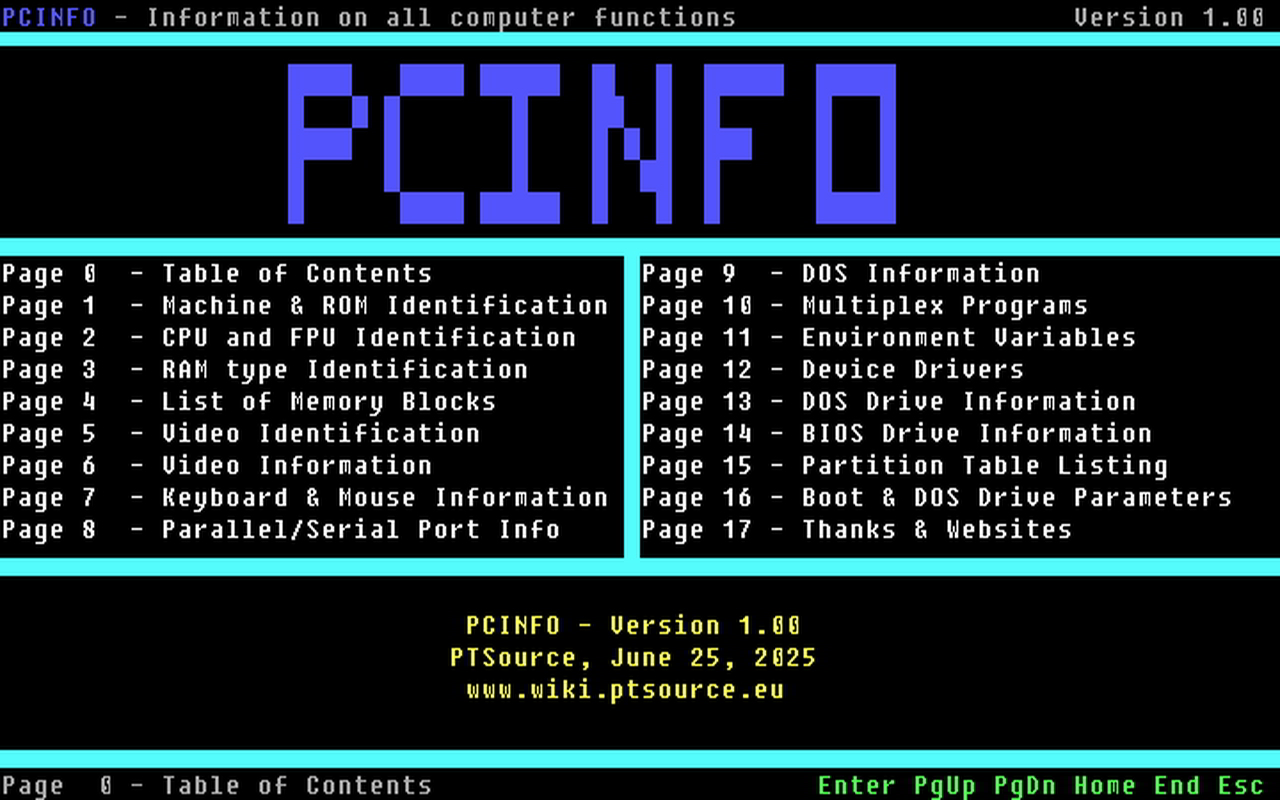 PCINFO - Information on all computer functions Version 1.00
PCINFO
Page 0 - Table of Contents
Page 1 - Machine & ROM Identification
Page 2 - CPU and FPU Identification
Page 3 - RAM type Identification
Page 4 - List of Memory Blocks
Page 5 - Video Identification
Page 6 - Video Information
Page 7 - Keyboard & Mouse Information
Page 8 - Parallel/Serial Port Info
Page 9 - DOS Information
Page 10 - Multiplex Programs
Page 11 - Environment Variables
Page 12 - Device Drivers
Page 13 - DOS Drive Information
Page 14 - BIOS Drive Information
Page 15 - Partition Table Listing
Page 16 - Boot & DOS Drive Parameters
Page 17 - Thanks & Websites
PCINFO - Version 1.00
PTSource, June 25, 2025
www.wiki.ptsource.eu
Page 0 - Table of Contents Enter PgUp PgDn Home End Esc